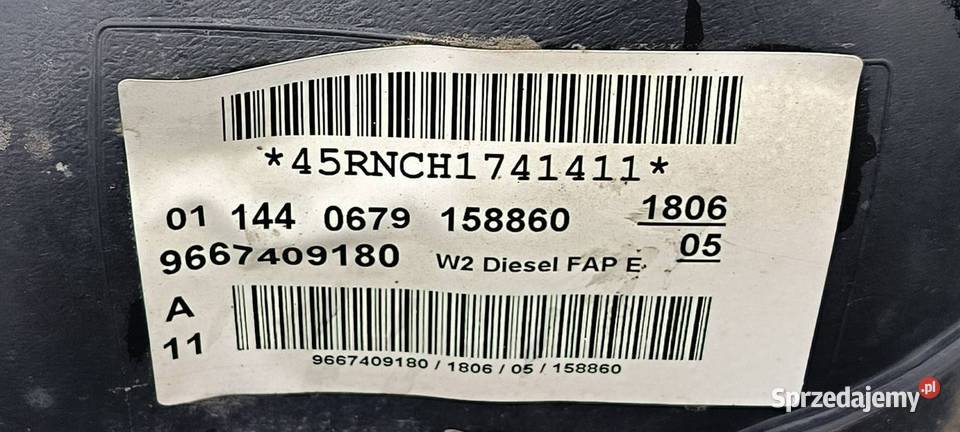 *45RNCH1741411*
01 144 0679 158860 1806
05
9667409180 W2 Diesel FAP E
A
11
9667409180 / 1806 / 05 / 158860
Sprzedajemy.pl